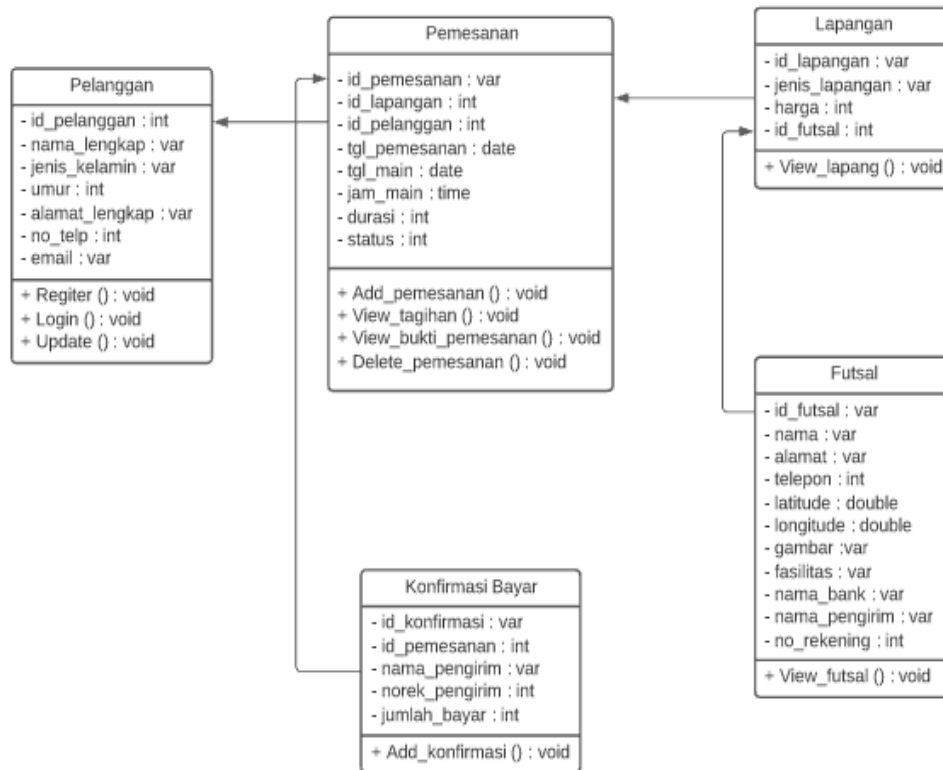 Pelanggan
- id_pelanggan : int
- nama_lengkap : var
- jenis_kelamin : var
- umur : int
- alamat_lengkap : var
- no_telp : int
- email : var
+ Regiter () : void
+ Login () : void
+ Update () : void
Pemesanan
- id_pemesanan : var
- id_lapangan : int
- id_pelanggan : int
- tgl_pemesanan : date
- tgl_main : date
- jam_main : time
- durasi : int
- status : int
+ Add_pemesanan () : void
+ View_tagihan () : void
+ View_bukti_pemesanan () : void
+ Delete_pemesanan () : void
Lapangan
- id_lapangan : var
- jenis_lapangan : var
- harga : int
- id_futsal : int
+ View_lapang () : void
Futsal
- id_futsal : var
- nama : var
- alamat : var
- telepon : int
- latitude : double
- longitude : double
- gambar :var
- fasilitas : var
- nama_bank : var
- nama_pengirim : var
- no_rekening : int
+ View_futsal () : void
Konfirmasi Bayar
- id_konfirmasi : var
- id_pemesanan : int
- nama_pengirim : var
- norek_pengirim : int
- jumlah_bayar : int
+ Add_konfirmasi () : void